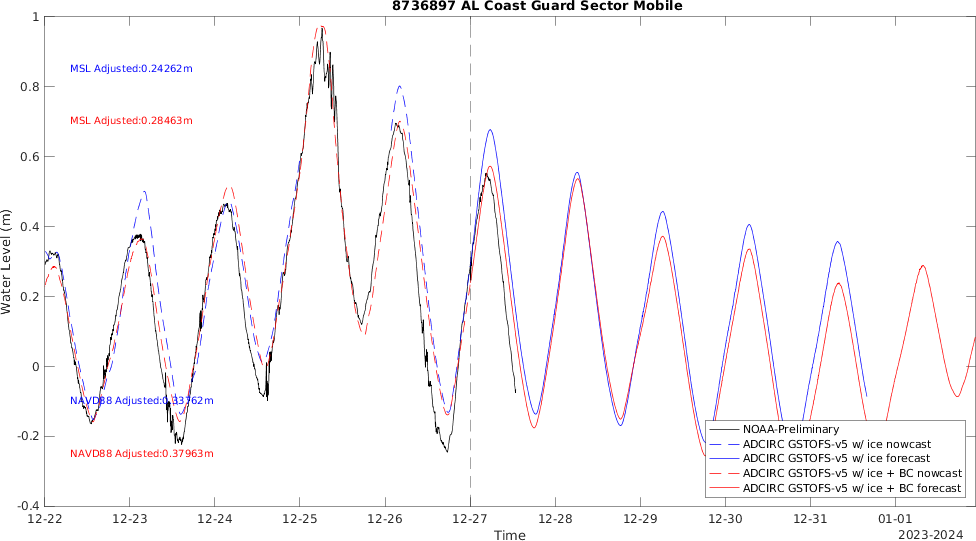 8736897 AL Coast Guard Sector Mobile
1
0.8
0.6
0.4
0.2
0
-0.2
-0.4
Water Level (m)
MSL Adjusted:0.24262m
MSL Adjusted:0.28463m
NAVD88 Adjusted:0.33762m
NAVD88 Adjusted:0.37963m
NOAA-Preliminary
ADCIRC GSTOFS-v5 w/ ice nowcast
ADCIRC GSTOFS-v5 w/ ice forecast
ADCIRC GSTOFS-v5 w/ ice + BC nowcast
ADCIRC GSTOFS-v5 w/ ice + BC forecast
12-22 12-23 12-24 12-25 12-26 12-27 12-28 12-29 12-30 12-31 01-01
Time
2023-2024